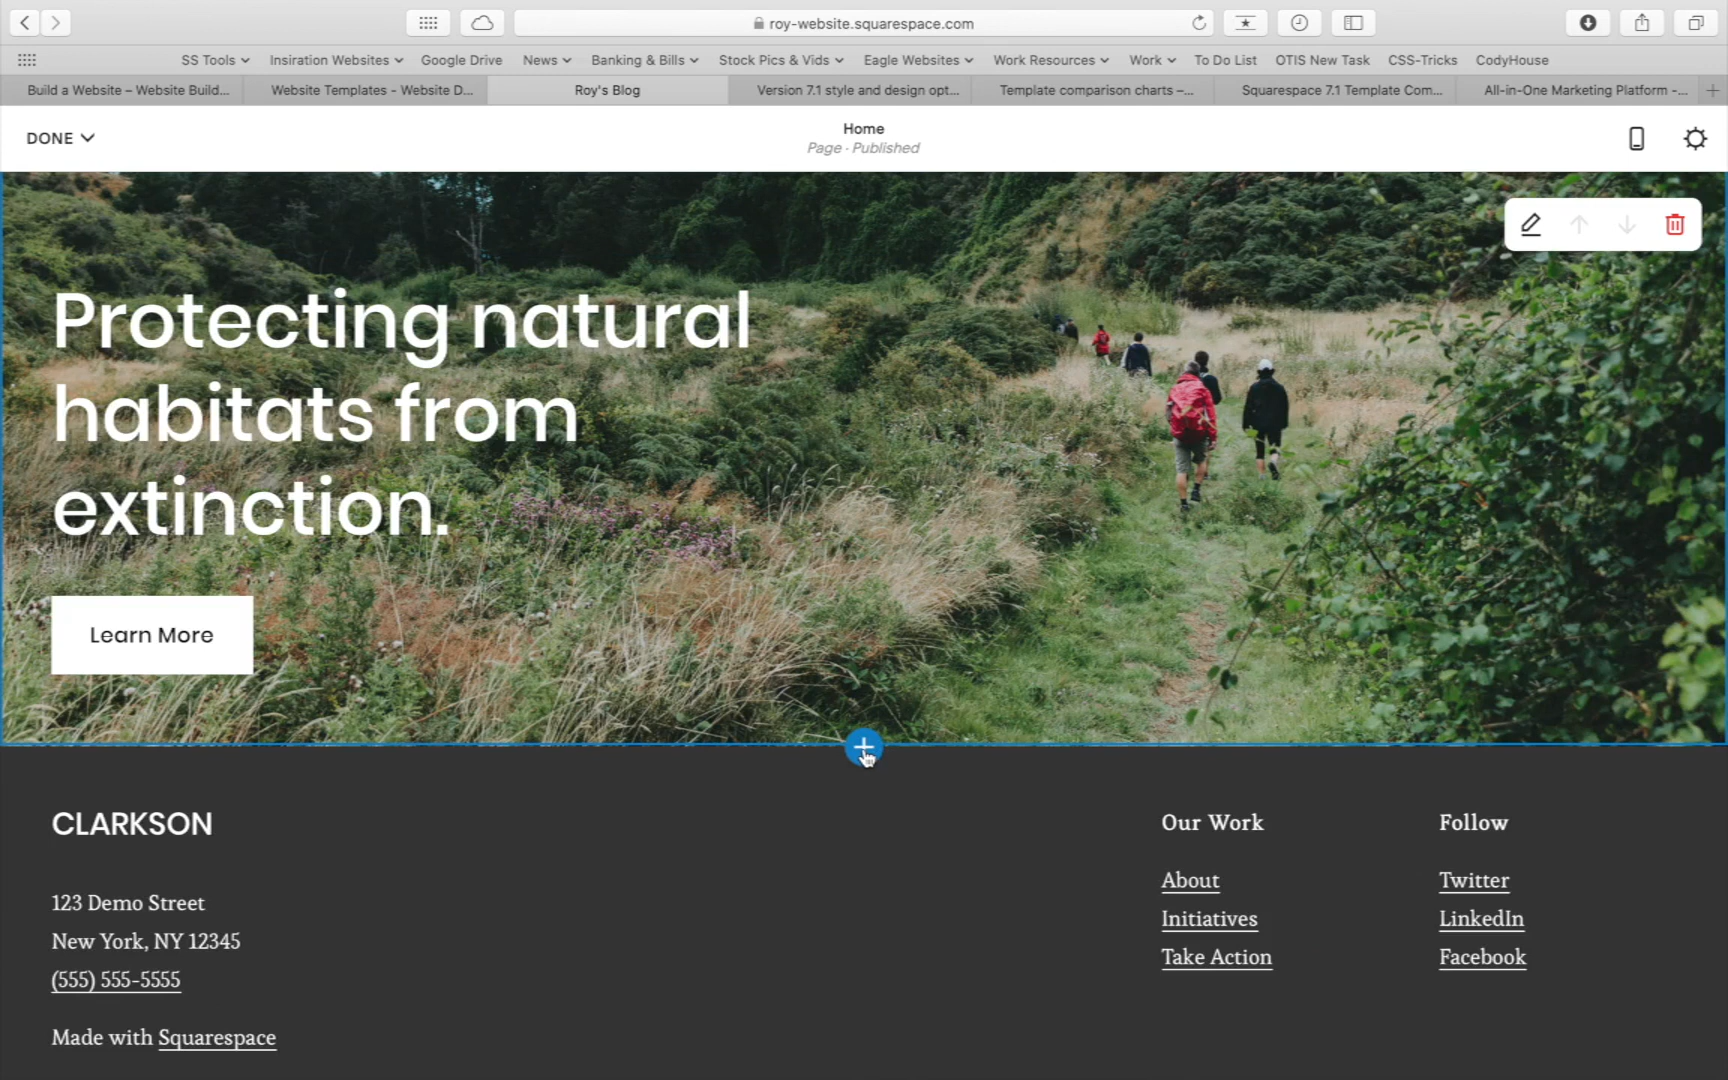 roy-website.squarespace.com
SS Tools
Insiration Websites
Google Drive
News
Banking & Bills
Stock Pics & Vids
Eagle Websites
Work Resources
Work
To Do List
OTIS New Task
CSS-Tricks
CodyHouse
Build a Website – Website Build...
Website Templates - Website D...
Roy's Blog
Version 7.1 style and design opt...
Template comparison charts –...
Squarespace 7.1 Template Com...
All-in-One Marketing Platform -...
DONE
Home
Page · Published
Protecting natural
habitats from
extinction.
Learn More
CLARKSON
123 Demo Street
New York, NY 12345
(555) 555-5555
Made with Squarespace
Our Work
About
Initiatives
Take Action
Follow
Twitter
LinkedIn
Facebook